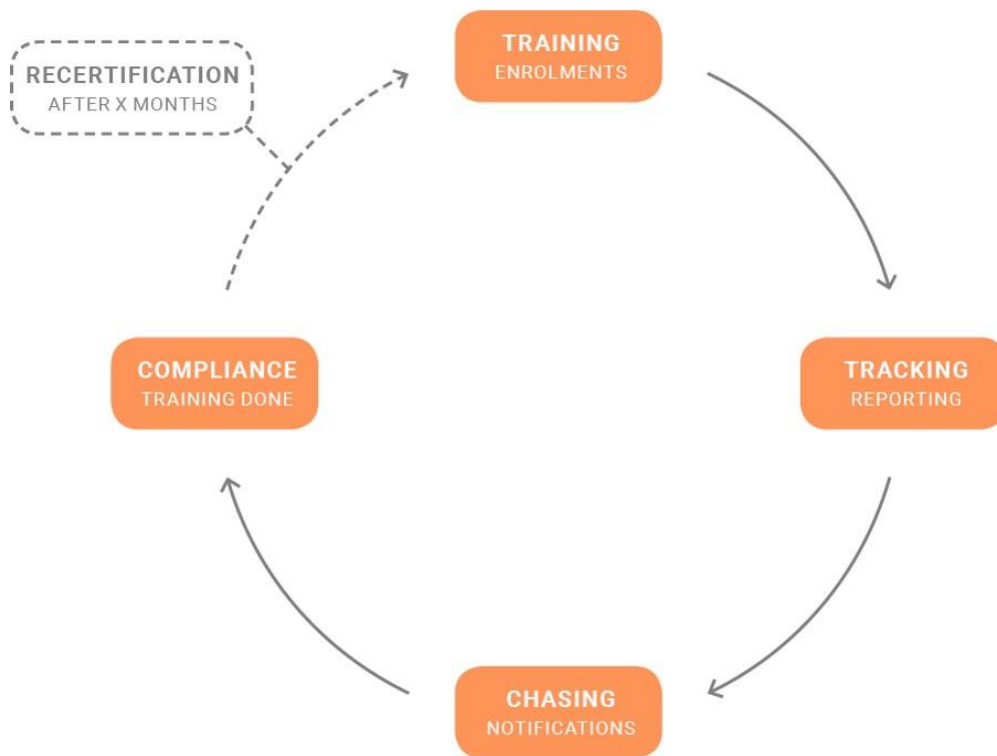 TRAINING
ENROLMENTS
RECERTIFICATION
AFTER X MONTHS
COMPLIANCE
TRAINING DONE
TRACKING
REPORTING
CHASING
NOTIFICATIONS